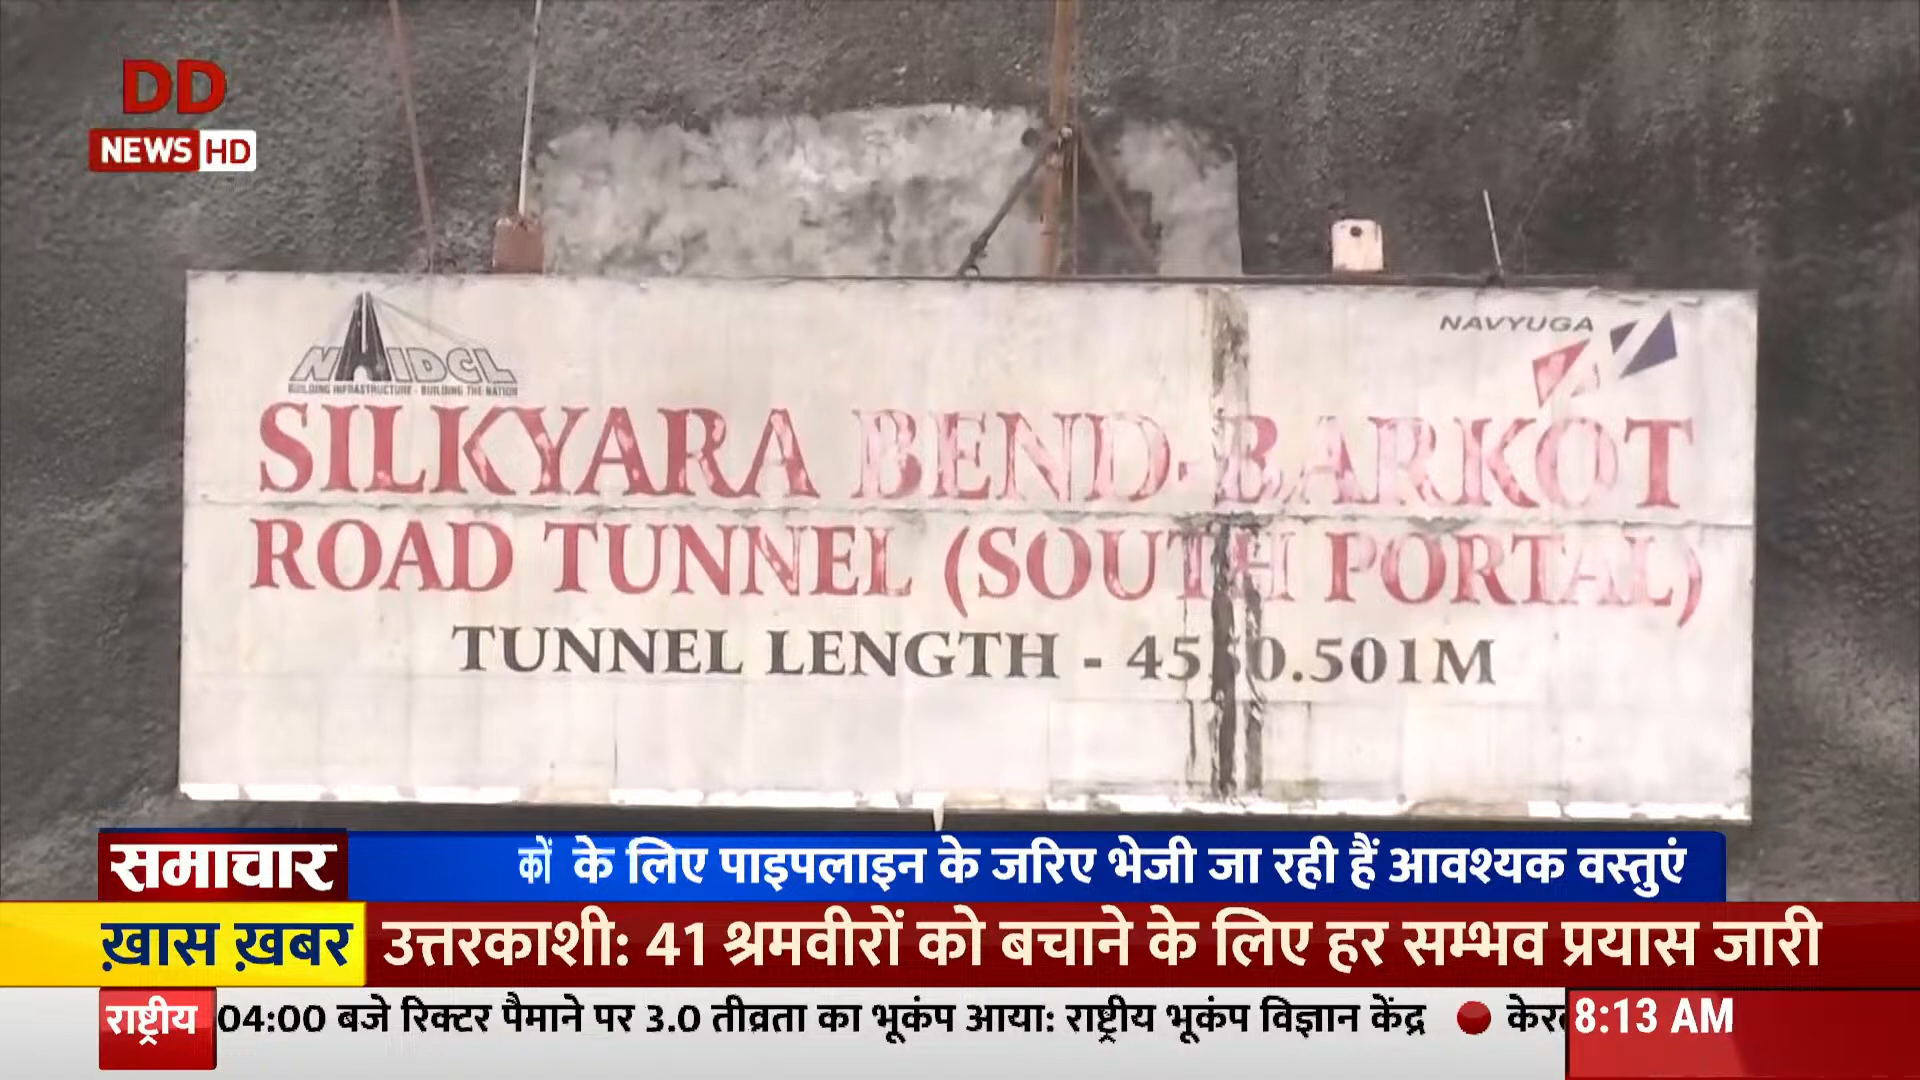 DD
NEWS HD
NHIDCL
BUILDING INFRASTRUCTURE - BUILDING THE NATION
NAVYUGA
SILKYARA BEND-BARKOT
ROAD TUNNEL (SOUTH PORTAL)
TUNNEL LENGTH -
समाचार
कों के लिए पाइपलाइन के जरिए भेजी जा रही हैं आवश्यक वस्तुएं
ख़ास ख़बर
उत्तरकाशी: 41 श्रमवीरों को बचाने के लिए हर सम्भव प्रयास जारी
राष्ट्रीय
04:00 बजे रिक्टर पैमाने पर 3.0 तीव्रता का भूकंप आया: राष्ट्रीय भूकंप विज्ञान केंद्र
8:13 AM